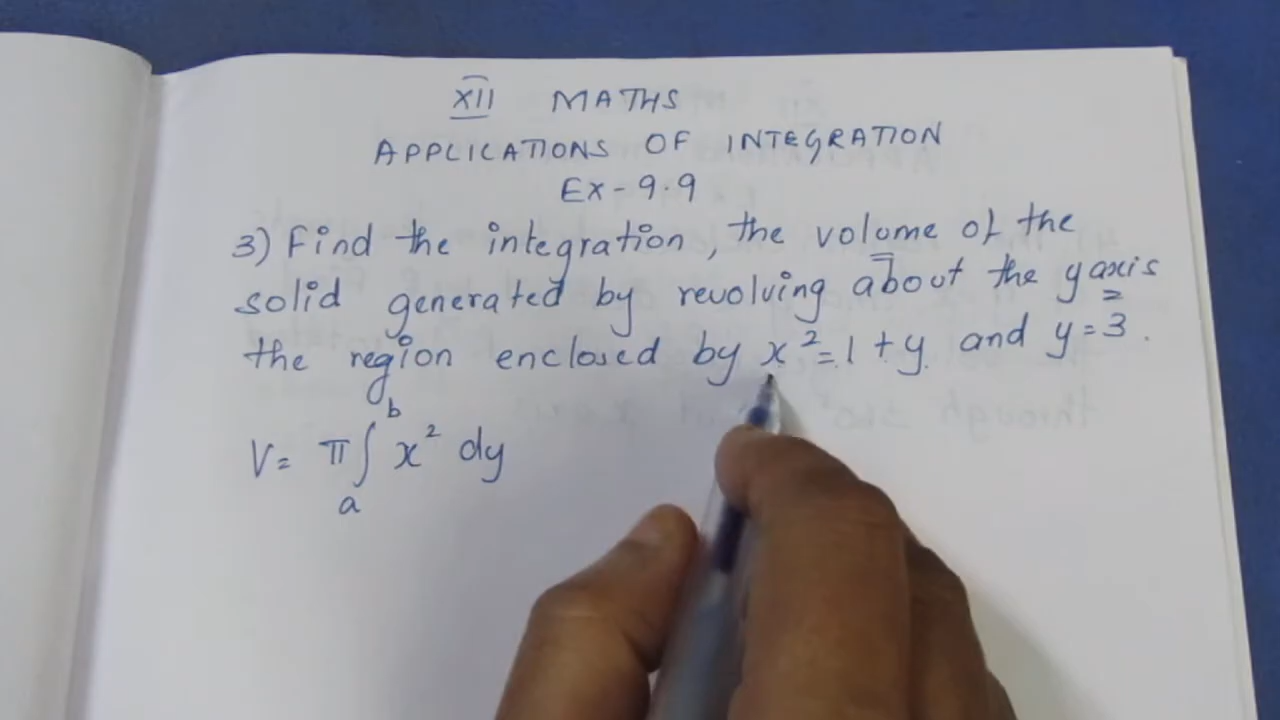 XII MATHS
APPLICATIONS OF INTEGRATION
Ex - 9.9
3) Find the integration, the volume of the
solid generated by revolving about the y axis
the region enclosed by x² = 1 + y and y = 3.
V = π∫ₐᵇ x² dy